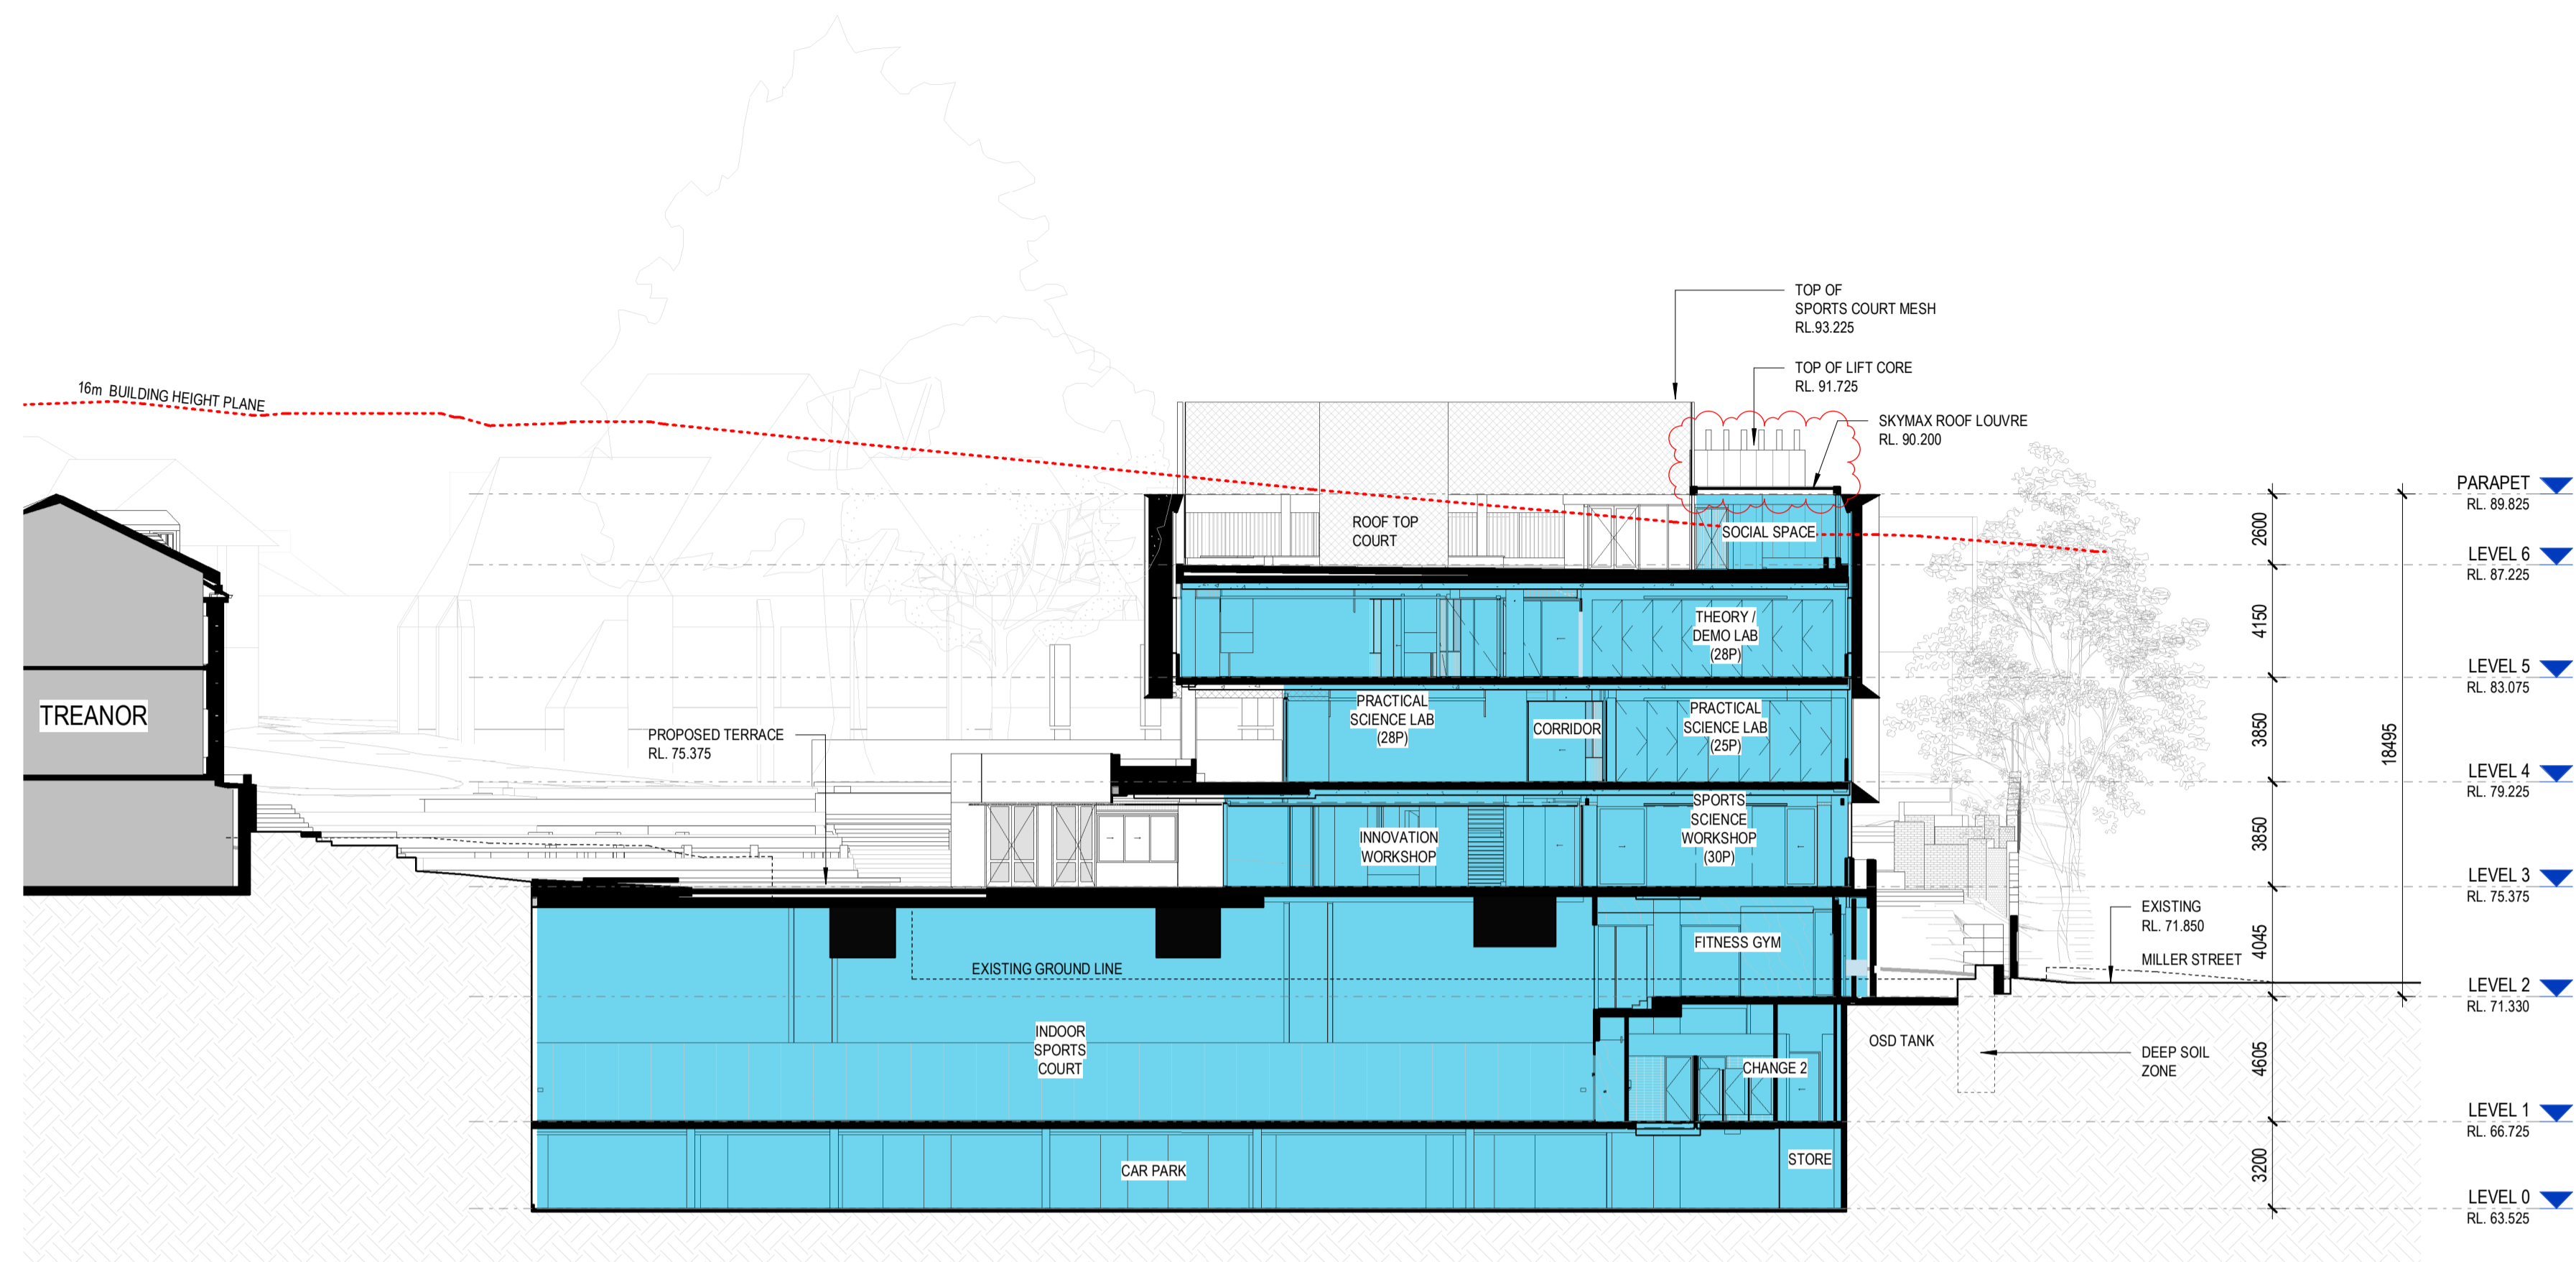 TOP OF
SPORTS COURT MESH
RL.93.225
TOP OF LIFT CORE
RL. 91.725
16m BUILDING HEIGHT PLANE
SKYMAX ROOF LOUVRE
RL. 90.200
PARAPET
RL. 89.825
ROOF TOP
COURT
SOCIAL SPACE
2600
LEVEL 6
RL. 87.225
THEORY /
DEMO LAB
(28P)
4150
LEVEL 5
RL. 83.075
TREANOR
PROPOSED TERRACE
RL. 75.375
PRACTICAL
SCIENCE LAB
(28P)
CORRIDOR
PRACTICAL
SCIENCE LAB
(25P)
3850
18495
LEVEL 4
RL. 79.225
INNOVATION
WORKSHOP
SPORTS
SCIENCE
WORKSHOP
(30P)
3850
LEVEL 3
RL. 75.375
EXISTING
RL. 71.850
MILLER STREET
FITNESS GYM
EXISTING GROUND LINE
4045
LEVEL 2
RL. 71.330
INDOOR
SPORTS
COURT
CHANGE 2
OSD TANK
DEEP SOIL
ZONE
4605
LEVEL 1
RL. 66.725
CAR PARK
STORE
3200
LEVEL 0
RL. 63.525